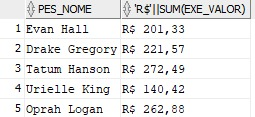 PES_NAME 'R$'||SUM(EXE_VALOR)
1 Evan Hall R$ 201,33
2 Drake Gregory R$ 221,57
3 Tatum Hanson R$ 272,49
4 Urielle King R$ 140,42
5 Oprah Logan R$ 262,88